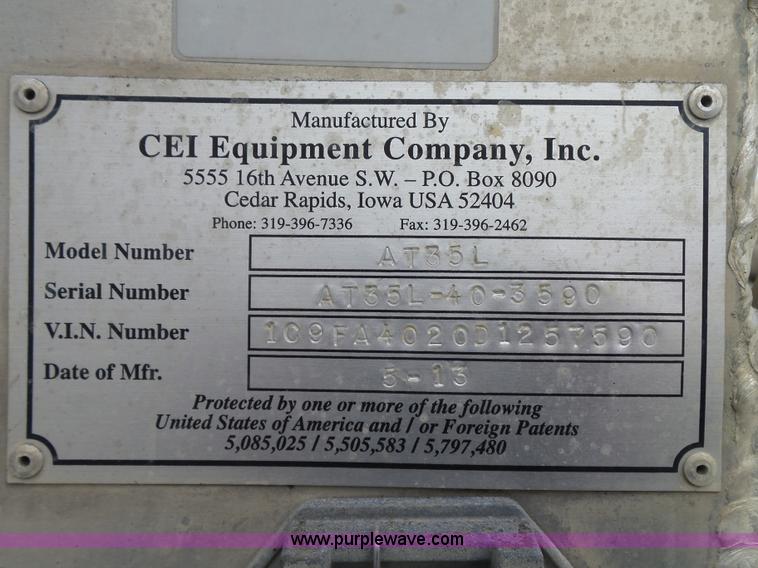 Manufactured By
CEI Equipment Company, Inc.
5555 16th Avenue S.W. – P.O. Box 8090
Cedar Rapids, Iowa USA 52404
Phone: 319-396-7336 Fax: 319-396-2462
Model Number AT35L
Serial Number AT35L-40-3590
V.I.N. Number 1C9FA4020D1257590
Date of Mfr. 5-13
Protected by one or more of the following
United States of America and / or Foreign Patents
5,085,025 / 5,505,583 / 5,797,480
www.purplewave.com